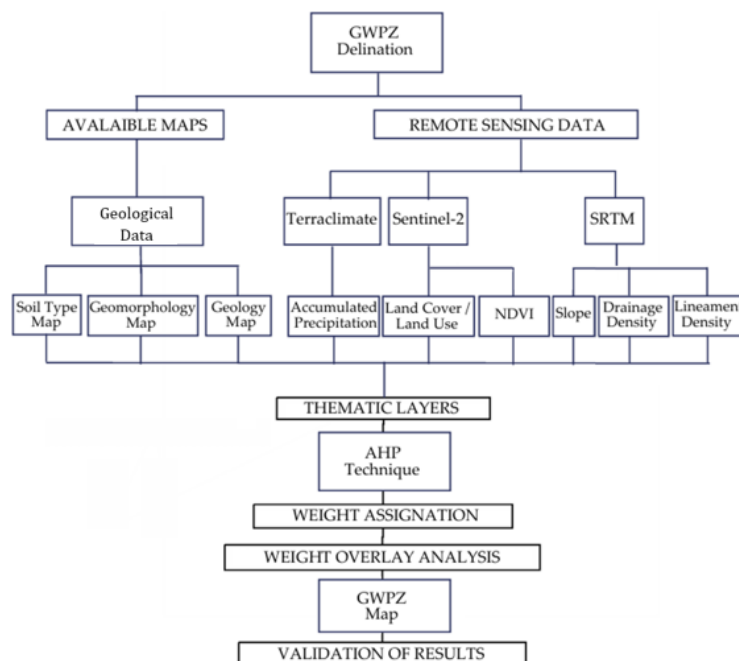 GWPZ
Delination
AVALAIBLE MAPS
REMOTE SENSING DATA
Geological
Data
Terraclimate
Sentinel-2
SRTM
Soil Type
Map
Geomorphology
Map
Geology
Map
Accumulated
Precipitation
Land Cover /
Land Use
NDVI
Slope
Drainage
Density
Lineamen
Density
THEMATIC LAYERS
AHP
Technique
WEIGHT ASSIGNATION
WEIGHT OVERLAY ANALYSIS
GWPZ
Map
VALIDATION OF RESULTS